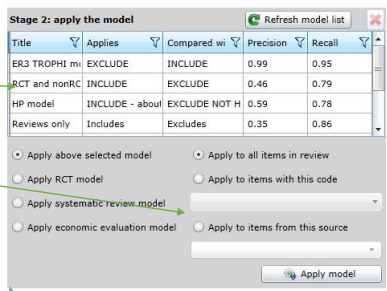 Stage 2: apply the model
Refresh model list
Title Applies Compared wi Precision Recall
ER3 TROPHI m EXCLUDE INCLUDE 0.99 0.95
RCT and nonRC INCLUDE EXCLUDE 0.46 0.79
HP model INCLUDE - about EXCLUDE NOT H 0.59 0.78
Reviews only Includes Excludes 0.35 0.86
Apply above selected model Apply to all items in review
Apply RCT model Apply to items with this code
Apply systematic review model
Apply economic evaluation model Apply to items from this source
Apply model